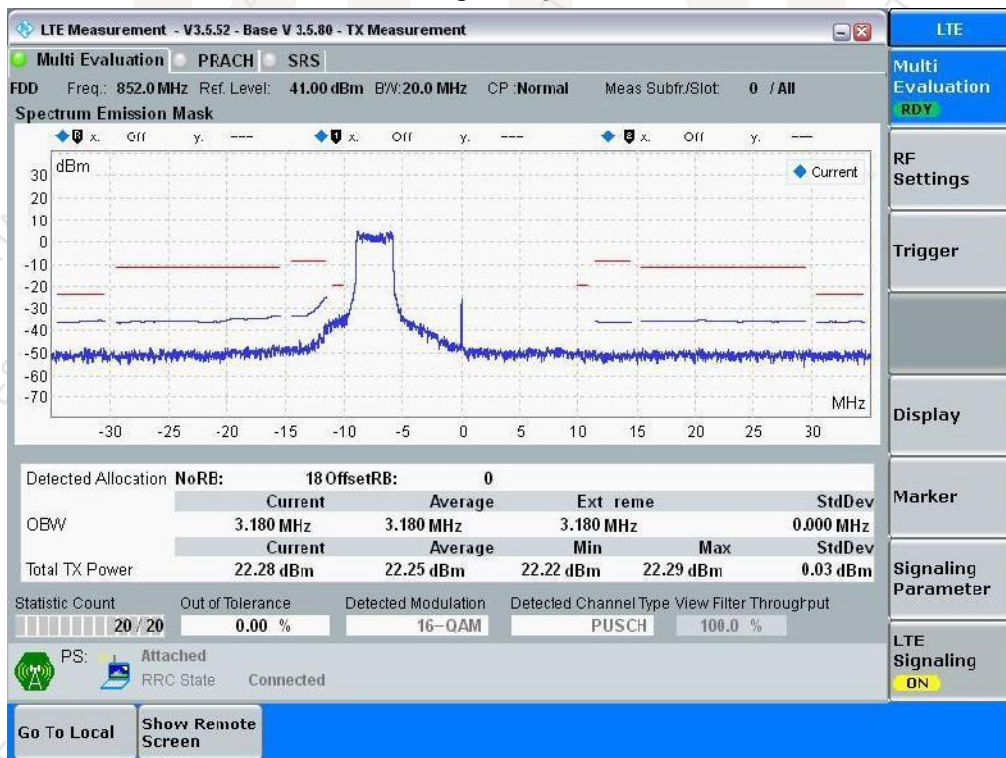 LTE Measurement - V3.5.52 - Base V 3.5.80 - TX Measurement
LTE
Multi Evaluation PRACH SRS
Multi Evaluation
RDY
FDD Freq.: 852.0 MHz Ref. Level: 41.00 dBm BW: 20.0 MHz CP :Normal Meas Subfr./Slot: 0 / All
Spectrum Emission Mask
0 x. Off y. --- 1 x. Off y. --- 2 x. Off y. ---
dBm
Current
30
20
10
0
-10
-20
-30
-40
-50
-60
-70
MHz
-30 -25 -20 -15 -10 -5 0 5 10 15 20 25 30
RF Settings
Trigger
Display
Marker
Signaling Parameter
LTE Signaling
ON
Detected Allocation NoRB: 18 OffsetRB: 0
Current Average Ext reme StdDev
OBW 3.180 MHz 3.180 MHz 3.180 MHz 0.000 MHz
Current Average Min Max StdDev
Total TX Power 22.28 dBm 22.25 dBm 22.22 dBm 22.29 dBm 0.03 dBm
Statistic Count Out of Tolerance Detected Modulation Detected Channel Type View Filter Throughput
20 / 20 0.00 % 16-QAM PUSCH 100.0 %
PS: Attached
RRC State Connected
Go To Local Show Remote Screen